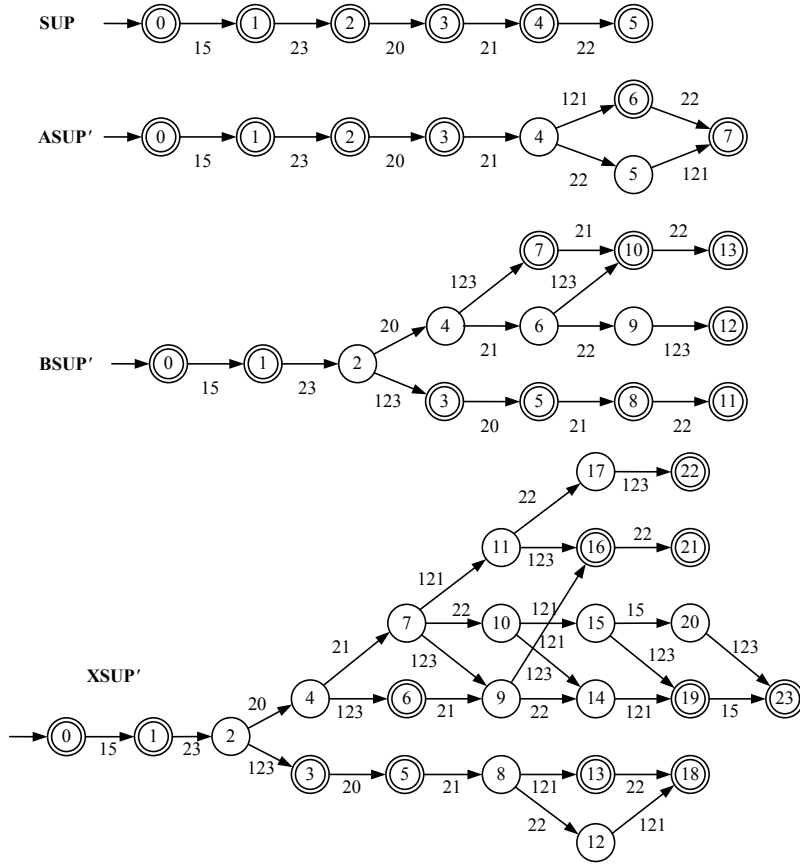 SUP 0 1 2 3 4 5
15 23 20 21 22
121 6 22
ASUP′ 0 1 2 3 4 7
15 23 20 21 22 5 121
21 22
7 10 13
123 123
20 4 6 9 12
21 22 123
BSUP′ 0 1 2
15 23 123 3 5 8 11
20 21 22
17 22
22 123
11 16 22 21
121 123
7 22 10 121 15 15 20
21 123 121 123 123
XSUP′ 20 4 6 9 123 14 19 23
123 21 22 121 15
0 1 2
15 23 123 3 5 8 13 18
20 21 121 22
22 12 121